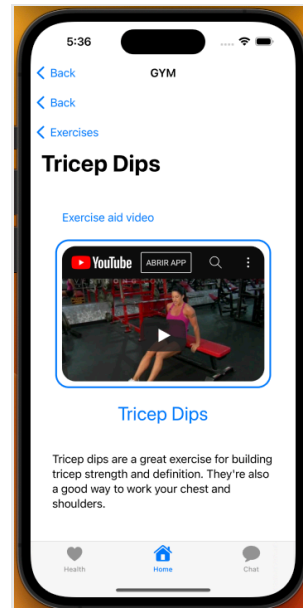 5:36
Back
GYM
Back
Exercises
Tricep Dips
Exercise aid video
YouTube ABRIR APP
Tricep Dips
Tricep dips are a great exercise for building
tricep strength and definition. They're also
a good way to work your chest and
shoulders.
Health Home Chat